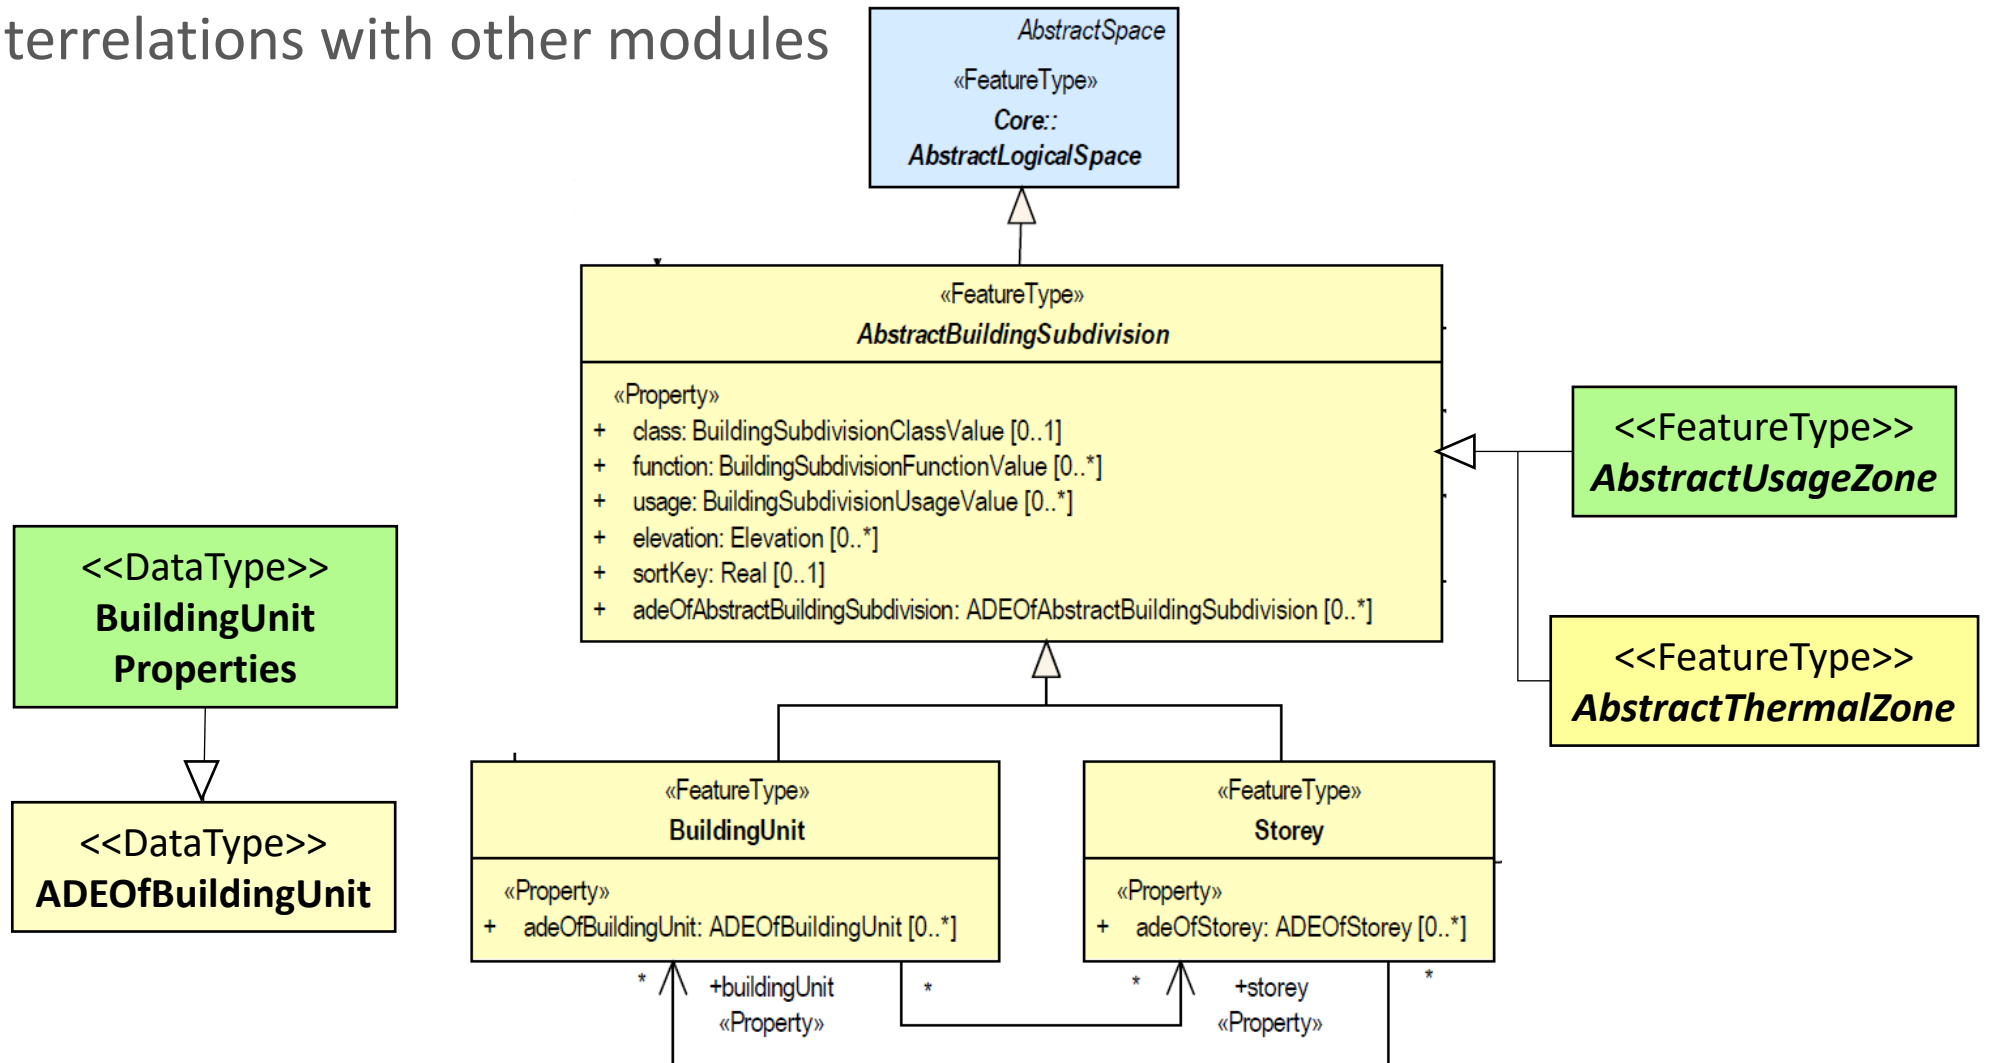 terrelations with other modules
AbstractSpace
«FeatureType»
Core::
AbstractLogicalSpace
«FeatureType»
AbstractBuildingSubdivision
«Property»
+ class: BuildingSubdivisionClassValue [0..1]
+ function: BuildingSubdivisionFunctionValue [0..*]
+ usage: BuildingSubdivisionUsageValue [0..*]
+ elevation: Elevation [0..*]
+ sortKey: Real [0..1]
+ adeOfAbstractBuildingSubdivision: ADEOfAbstractBuildingSubdivision [0..*]
<<FeatureType>>
AbstractUsageZone
<<FeatureType>>
AbstractThermalZone
<<DataType>>
BuildingUnit
Properties
<<DataType>>
ADEOfBuildingUnit
«FeatureType»
BuildingUnit
«Property»
+ adeOfBuildingUnit: ADEOfBuildingUnit [0..*]
«FeatureType»
Storey
«Property»
+ adeOfStorey: ADEOfStorey [0..*]
* +buildingUnit *
«Property»
* +storey *
«Property»